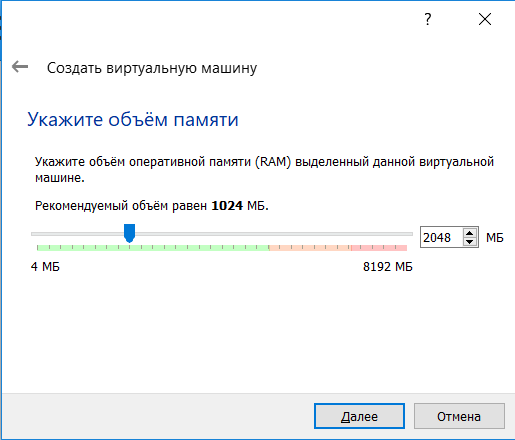 ?
Создать виртуальную машину
Укажите объём памяти
Укажите объём оперативной памяти (RAM) выделенный данной виртуальной
машине.
Рекомендуемый объём равен 1024 МБ.
2048 МБ
4 МБ 8192 МБ
Далее Отмена